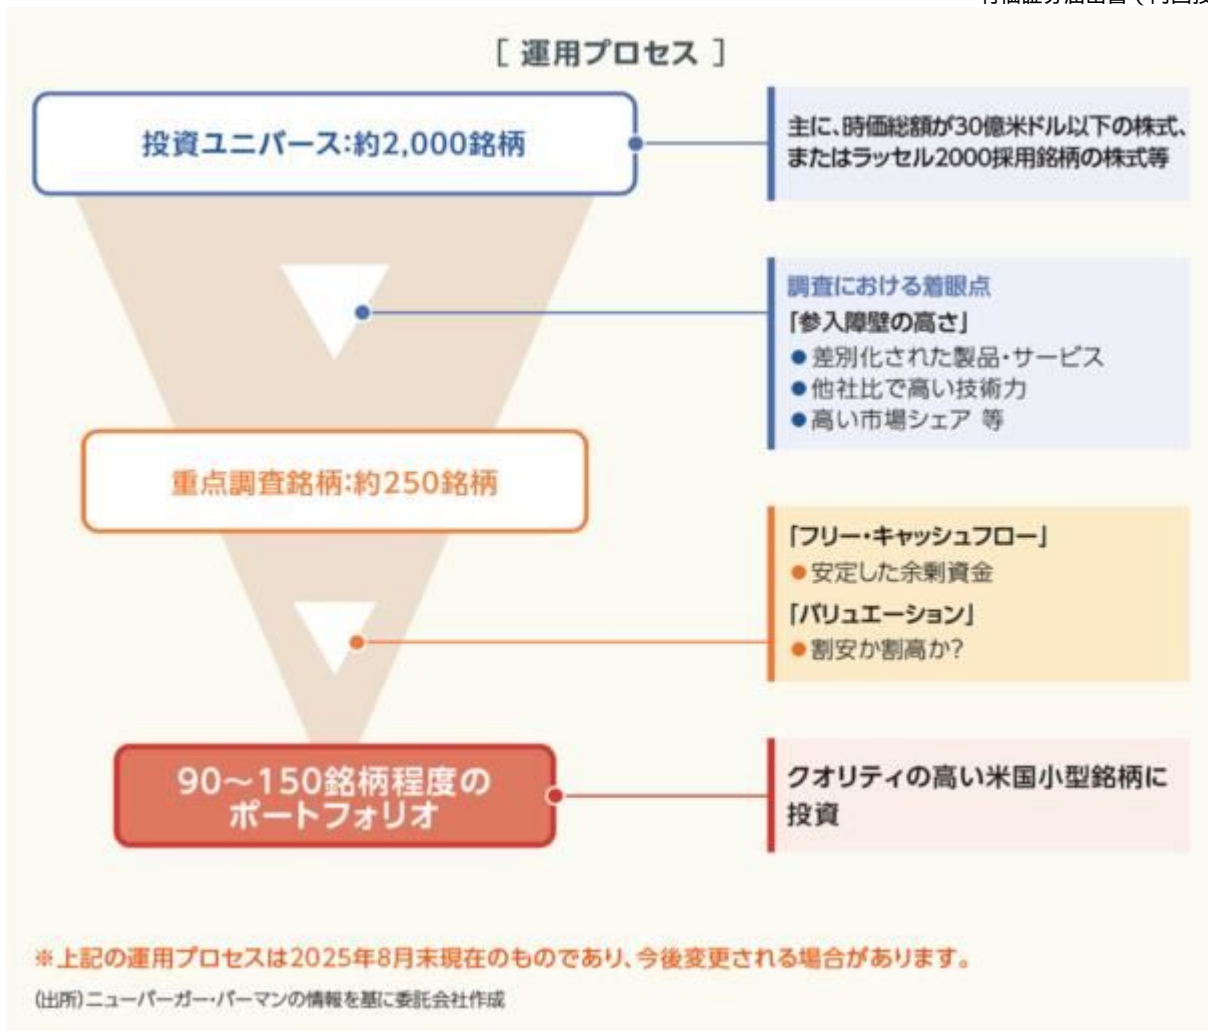 [ 運用プロセス ]
投資ユニバース:約2,000銘柄
主に、時価総額が30億米ドル以下の株式、
またはラッセル2000採用銘柄の株式等
調査における着眼点
「参入障壁の高さ」
●差別化された製品・サービス
●他社比で高い技術力
●高い市場シェア 等
重点調査銘柄:約250銘柄
「フリー・キャッシュフロー」
●安定した余剰資金
「バリュエーション」
●割安か割高か?
90～150銘柄程度の
ポートフォリオ
クオリティの高い米国小型銘柄に
投資
※上記の運用プロセスは2025年8月末現在のものであり、今後変更される場合があります。
(出所)ニューバーガー・バーマンの情報を基に委託会社作成